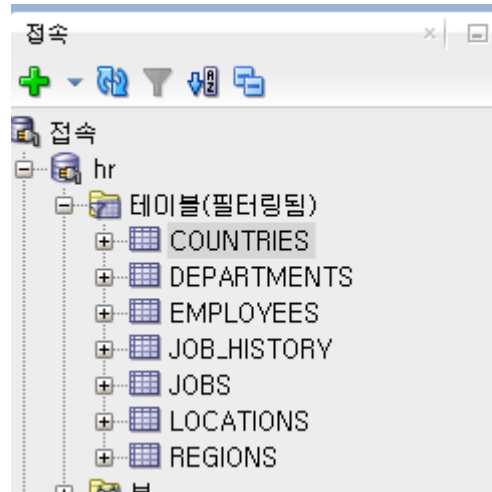 접속
접속
hr
테이블(필터링됨)
COUNTRIES
DEPARTMENTS
EMPLOYEES
JOB_HISTORY
JOBS
LOCATIONS
REGIONS